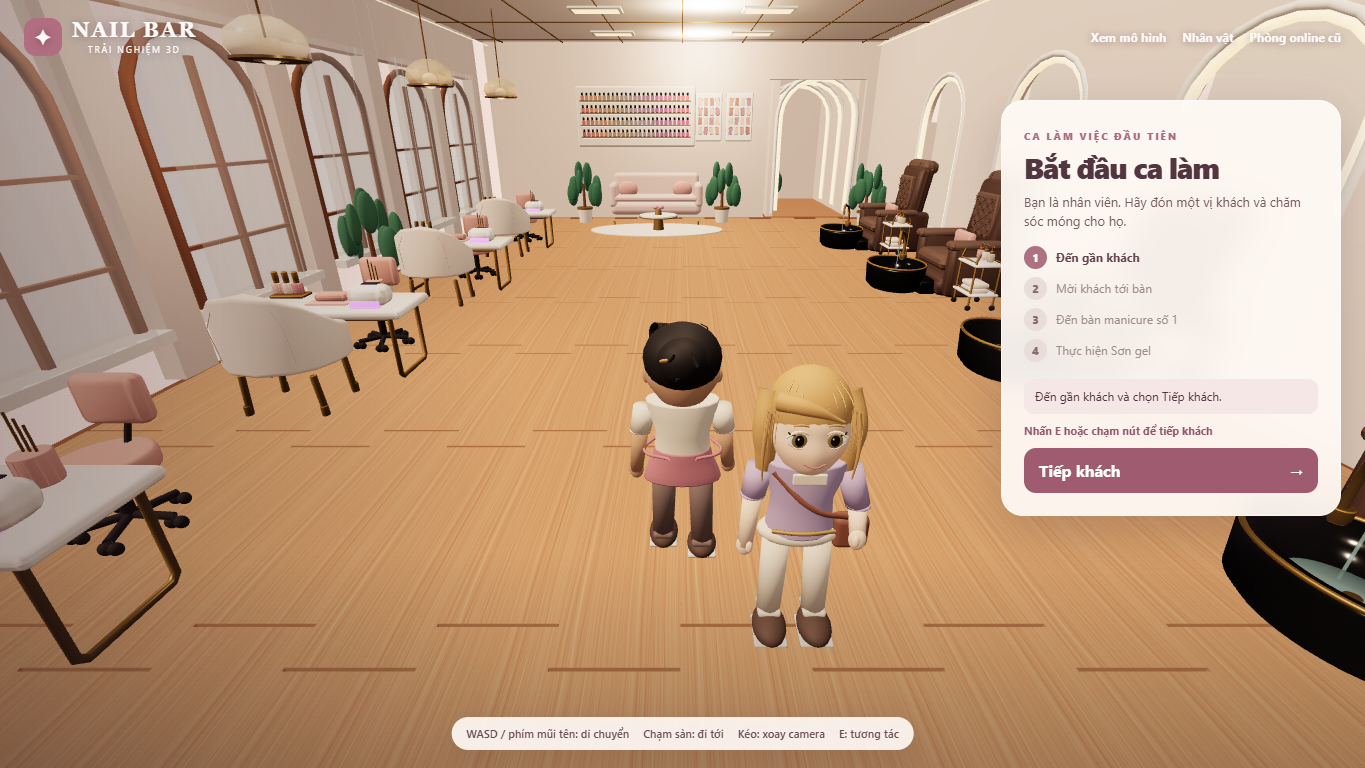 NAIL BAR
TRẢI NGHIỆM 3D
Xem mô hình Nhân vật Phòng online cũ
CA LÀM VIỆC ĐẦU TIÊN
Bắt đầu ca làm
Bạn là nhân viên. Hãy đón một vị khách và chăm
sóc móng cho họ.
1 Đến gần khách
2 Mời khách tới bàn
3 Đến bàn manicure số 1
4 Thực hiện Sơn gel
Đến gần khách và chọn Tiếp khách.
Nhấn E hoặc chạm nút để tiếp khách
Tiếp khách →
WASD / phím mũi tên: di chuyển Chạm sàn: đi tới Kéo: xoay camera E: tương tác